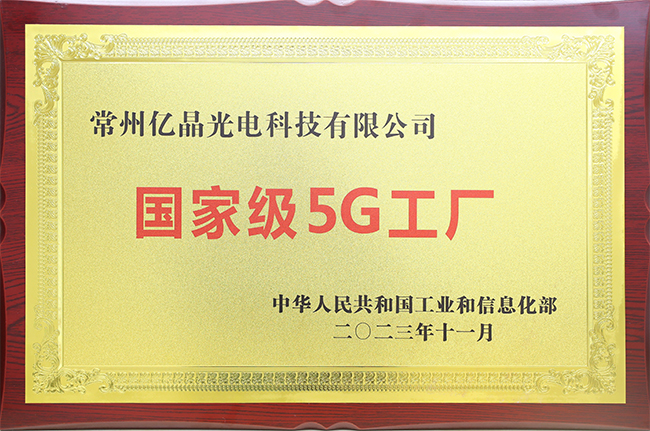 常州亿晶光电科技有限公司
国家级5G工厂
中华人民共和国工业和信息化部
二〇二三年十一月